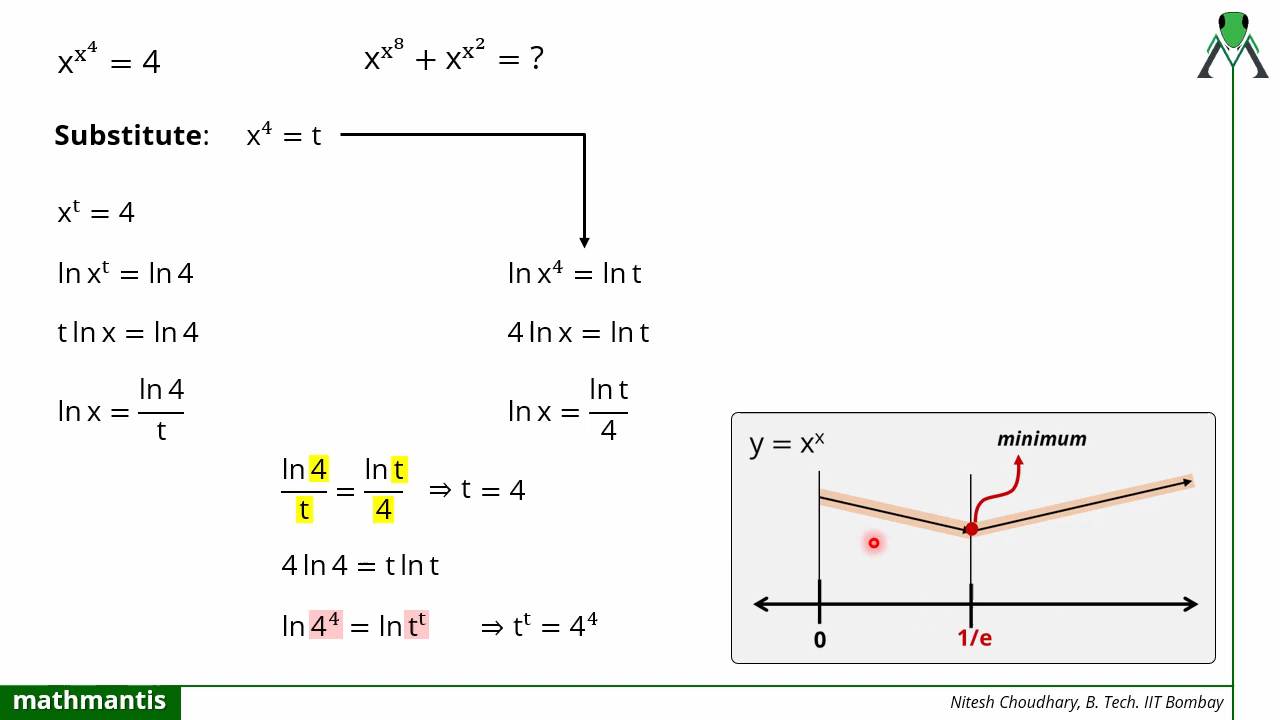 x^{x^4} = 4
x^{x^8} + x^{x^2} = ?
Substitute: x^4 = t
x^t = 4
ln x^t = ln 4
t ln x = ln 4
ln x = ln 4 / t
ln x^4 = ln t
4 ln x = ln t
ln x = ln t / 4
ln 4 / t = ln t / 4 ⇒ t = 4
4 ln 4 = t ln t
ln 4^4 = ln t^t ⇒ t^t = 4^4
y = x^x
minimum
0
1/e
mathmantis
Nitesh Choudhary, B. Tech. IIT Bombay